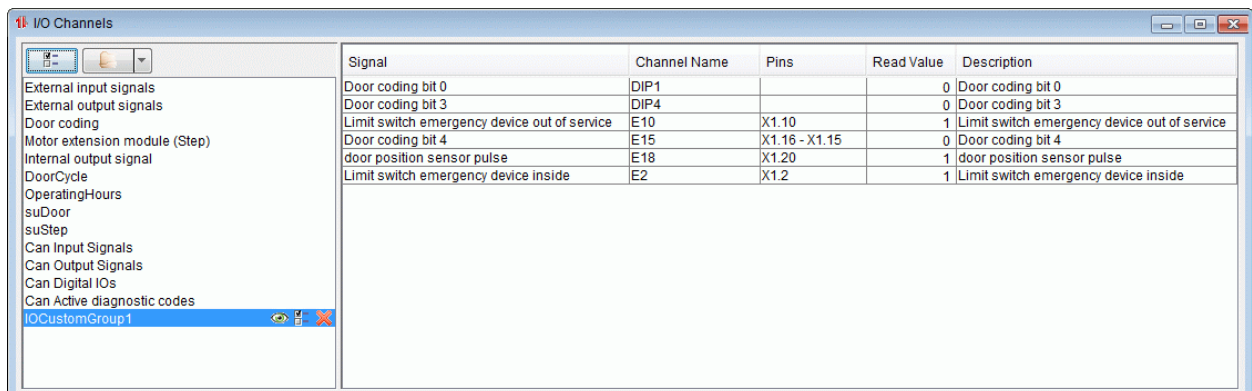 I/O Channels
Signal Channel Name Pins Read Value Description
Door coding bit 0 DIP1 0 Door coding bit 0
Door coding bit 3 DIP4 0 Door coding bit 3
Limit switch emergency device out of service E10 X1.10 1 Limit switch emergency device out of service
Door coding bit 4 E15 X1.16 - X1.15 0 Door coding bit 4
door position sensor pulse E18 X1.20 1 door position sensor pulse
Limit switch emergency device inside E2 X1.2 1 Limit switch emergency device inside
External input signals
External output signals
Door coding
Motor extension module (Step)
Internal output signal
DoorCycle
OperatingHours
suDoor
suStep
Can Input Signals
Can Output Signals
Can Digital IOs
Can Active diagnostic codes
IOCustomGroup1